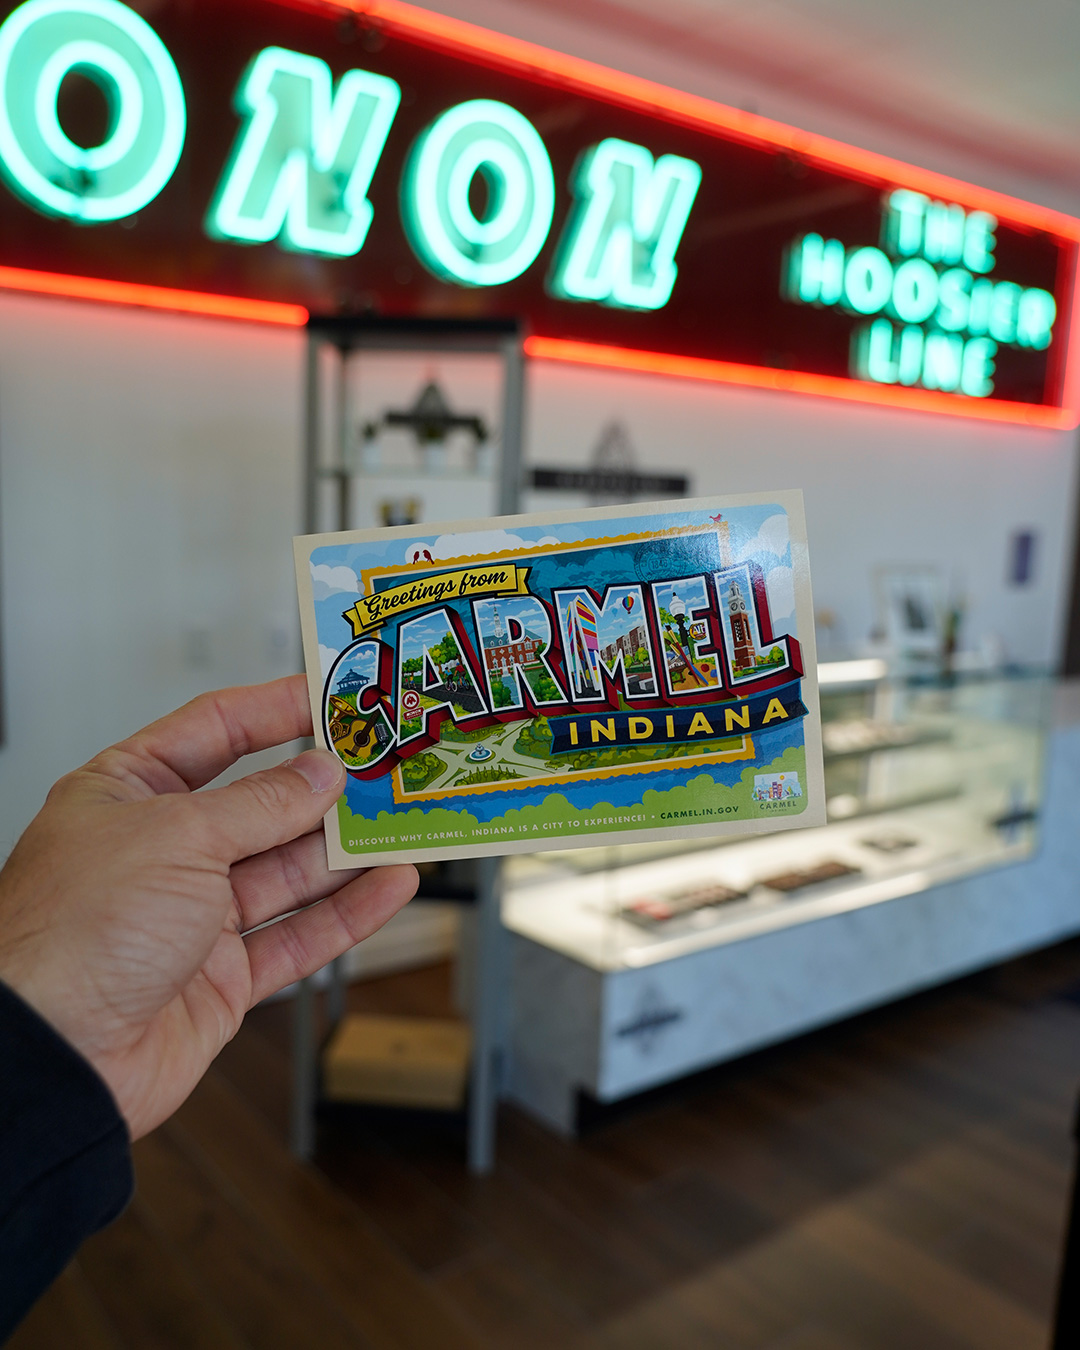 ONON
THE
HOOSIER
LINE
Greetings from
CARMEL
INDIANA
DISCOVER WHY CARMEL, INDIANA IS A CITY TO EXPERIENCE! • CARMEL.IN.GOV
CARMEL